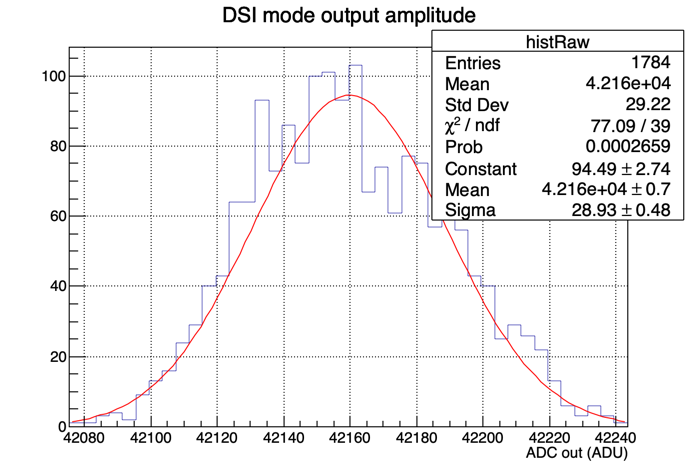 DSI mode output amplitude
histRaw
Entries 1784
Mean 4.216e+04
Std Dev 29.22
χ² / ndf 77.09 / 39
Prob 0.0002659
Constant 94.49 ± 2.74
Mean 4.216e+04 ± 0.7
Sigma 28.93 ± 0.48
100
80
60
40
20
0
42080 42100 42120 42140 42160 42180 42200 42220 42240
ADC out (ADU)